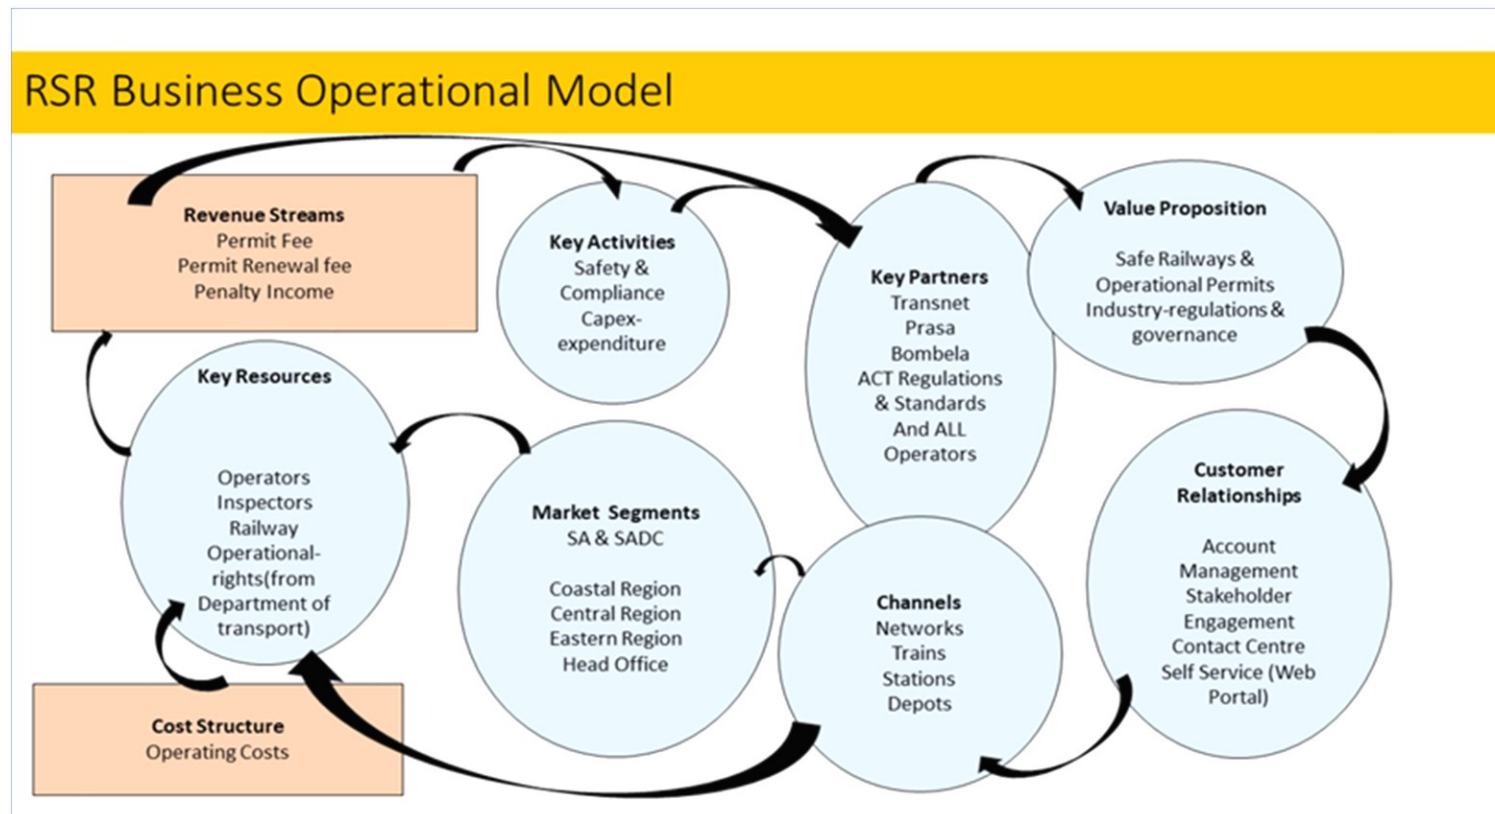 RSR Business Operational Model
Revenue Streams
Permit Fee
Permit Renewal fee
Penalty Income
Key Activities
Safety &
Compliance
Capex-
expenditure
Key Partners
Transnet
Prasa
Bombela
ACT Regulations
& Standards
And ALL
Operators
Value Proposition
Safe Railways &
Operational Permits
Industry-regulations &
governance
Key Resources
Operators
Inspectors
Railway
Operational-
rights(from
Department of
transport)
Market Segments
SA & SADC
Coastal Region
Central Region
Eastern Region
Head Office
Channels
Networks
Trains
Stations
Depots
Customer
Relationships
Account
Management
Stakeholder
Engagement
Contact Centre
Self Service (Web
Portal)
Cost Structure
Operating Costs